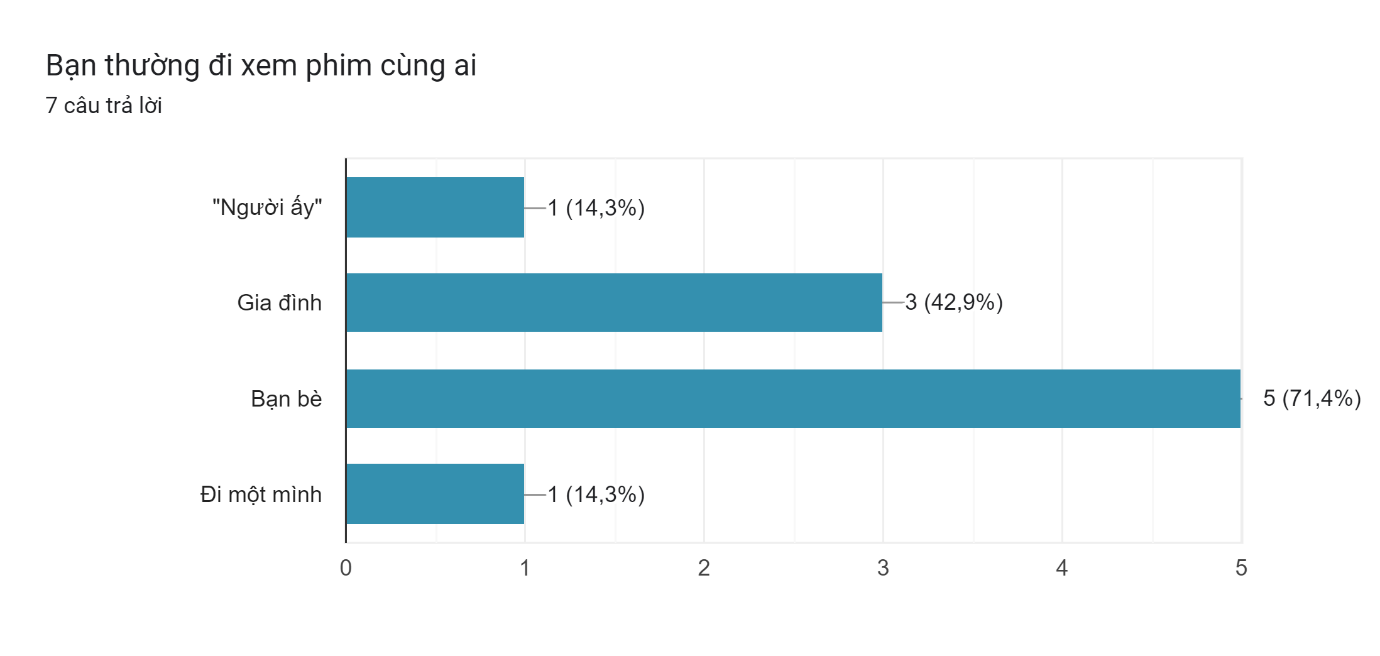 Bạn thường đi xem phim cùng ai
7 câu trả lời
"Người ấy"
1 (14,3%)
Gia đình
3 (42,9%)
Bạn bè
5 (71,4%)
Đi một mình
1 (14,3%)
0 1 2 3 4 5